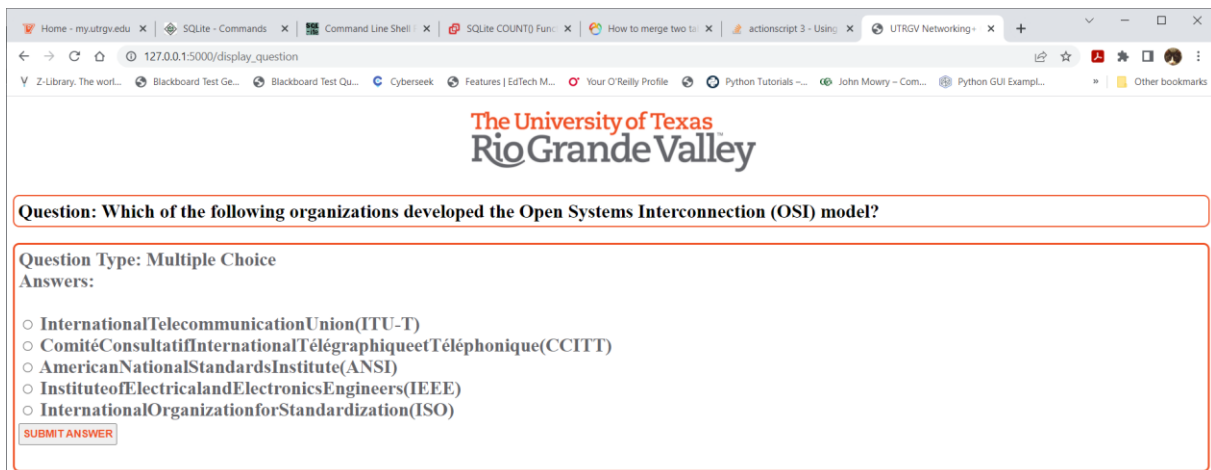 Home - my.utrgv.edu
SQLite - Commands
Command Line Shell F
SQLite COUNT() Func
How to merge two ta
actionscript 3 - Using
UTRGV Networking+
127.0.0.1:5000/display_question
Z-Library. The worl...
Blackboard Test Ge...
Blackboard Test Qu...
Cyberseek
Features | EdTech M...
Your O'Reilly Profile
Python Tutorials –...
John Mowry – Com...
Python GUI Exampl...
»
Other bookmarks
The University of Texas
Rio Grande Valley
Question: Which of the following organizations developed the Open Systems Interconnection (OSI) model?
Question Type: Multiple Choice
Answers:
InternationalTelecommunicationUnion(ITU-T)
ComitéConsultatifInternationalTélégraphiqueetTéléphonique(CCITT)
AmericanNationalStandardsInstitute(ANSI)
InstituteofElectricalandElectronicsEngineers(IEEE)
InternationalOrganizationforStandardization(ISO)
SUBMIT ANSWER